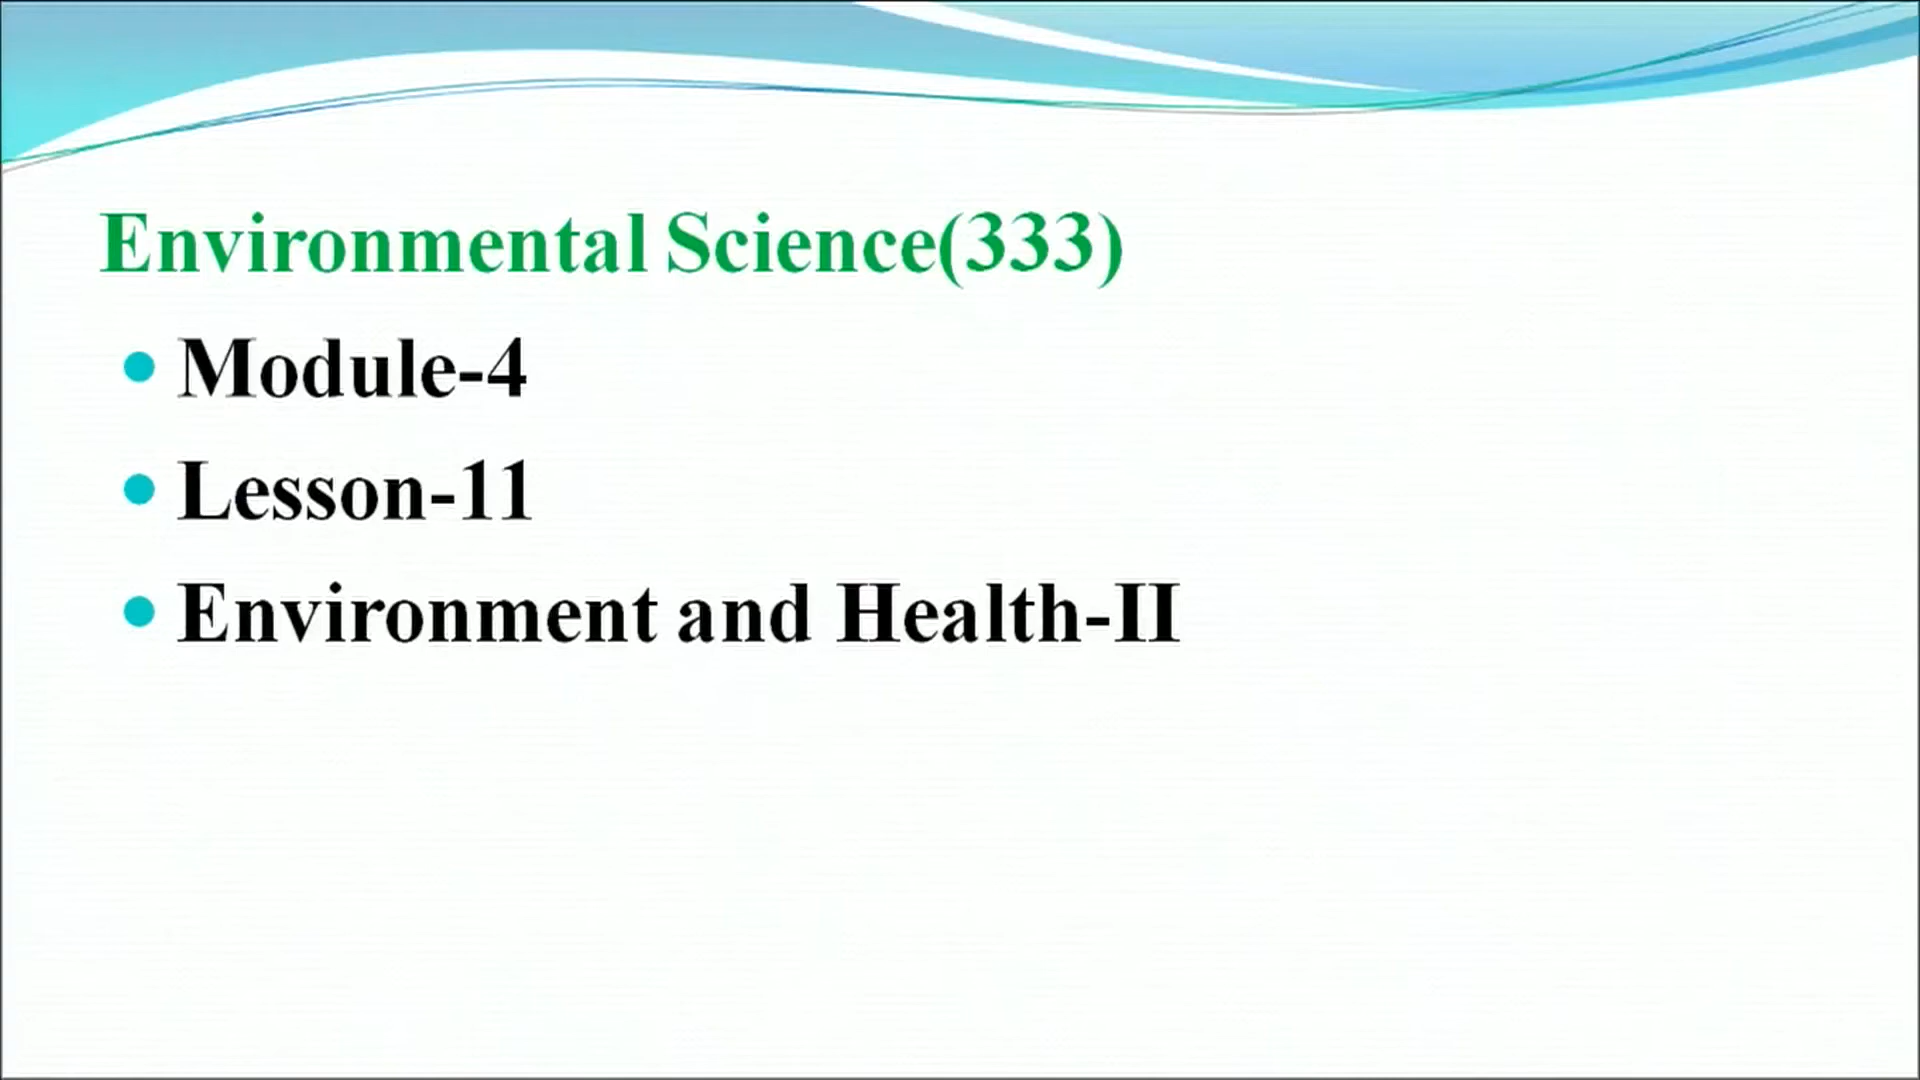 Environmental Science(333)
Module-4
Lesson-11
Environment and Health-II